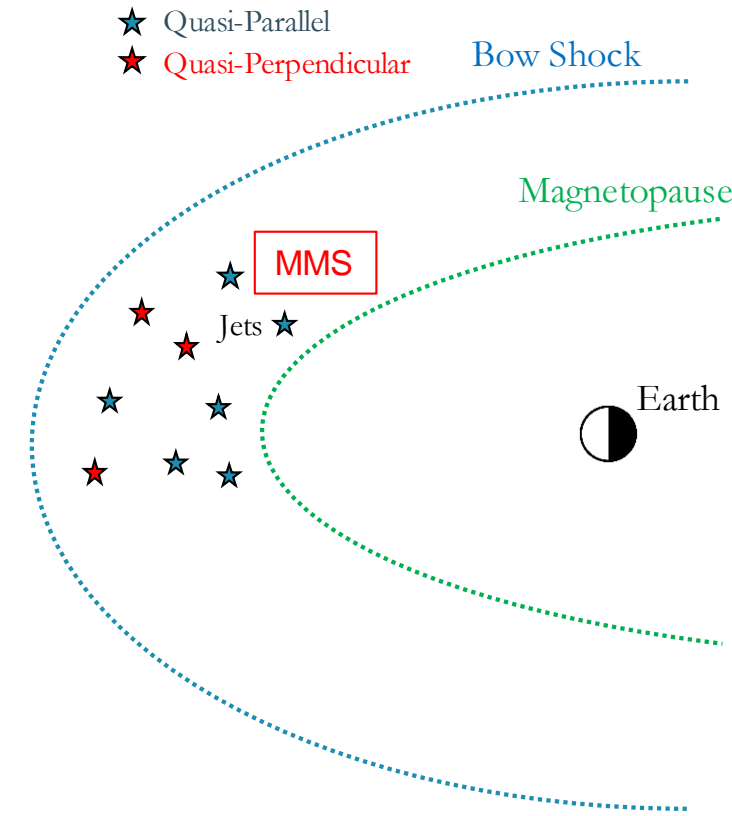 Quasi-Parallel
Quasi-Perpendicular
Bow Shock
Magnetopause
MMS
Jets
Earth